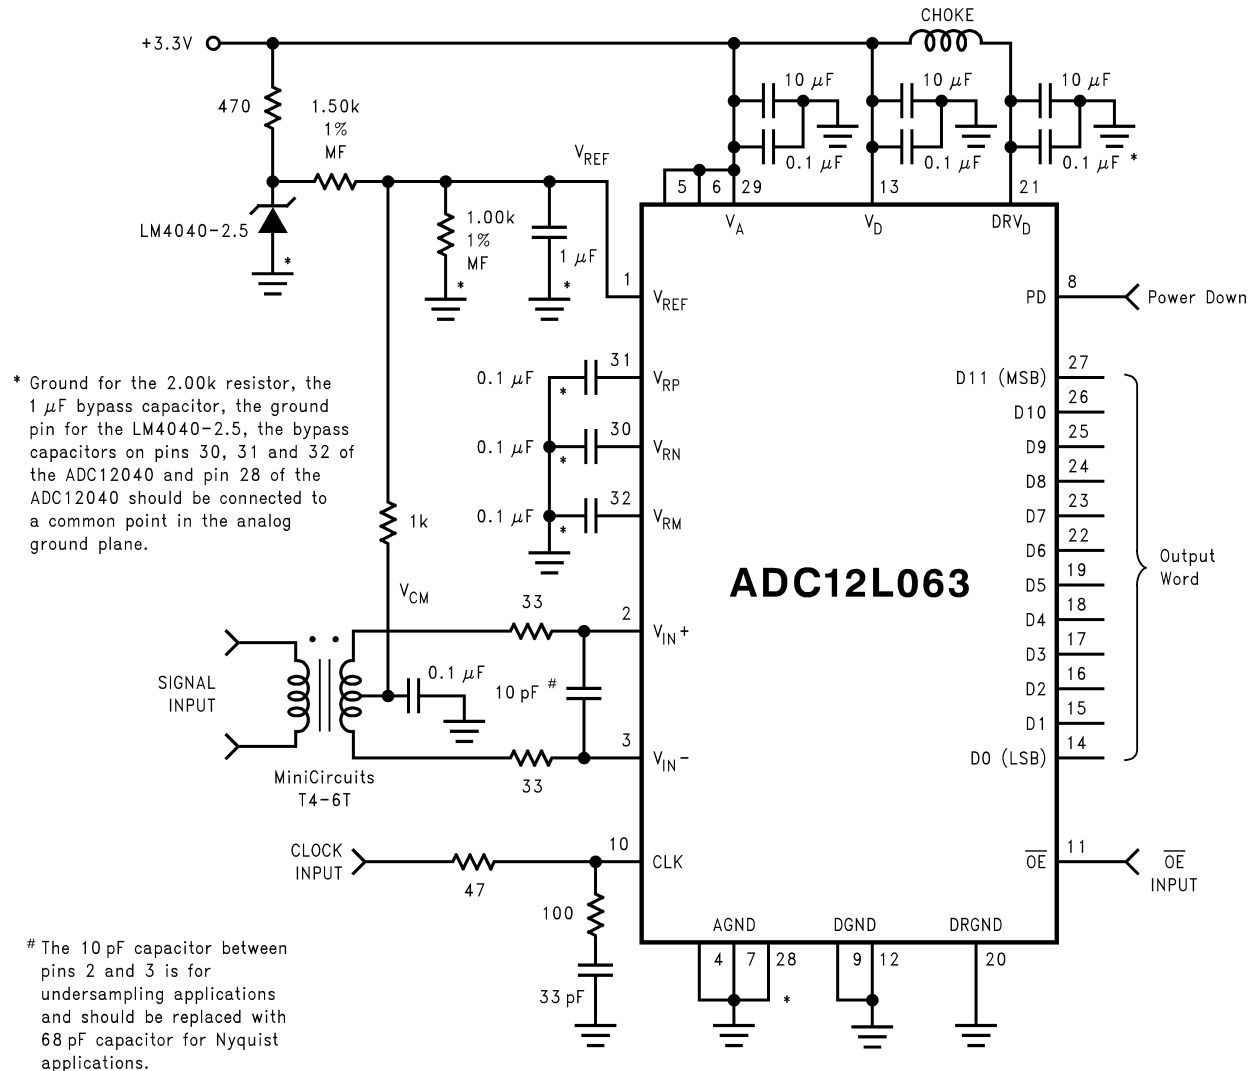 CHOKE
+3.3V
10 µF
10 µF
10 µF
470
1.50k
1%
MF
0.1 µF
0.1 µF
0.1 µF *
V_REF
5
6
29
13
21
V_A
V_D
DRV_D
LM4040-2.5
*
1.00k
1%
MF
*
1 µF
*
1
V_REF
PD
8
Power Down
0.1 µF
*
31
V_RP
0.1 µF
*
30
V_RN
0.1 µF
*
32
V_RM
D11 (MSB)
27
D10
26
D9
25
D8
24
D7
23
D6
22
D5
19
D4
18
D3
17
D2
16
D1
15
D0 (LSB)
14
Output
Word
* Ground for the 2.00k resistor, the
1 µF bypass capacitor, the ground
pin for the LM4040-2.5, the bypass
capacitors on pins 30, 31 and 32 of
the ADC12040 and pin 28 of the
ADC12040 should be connected to
a common point in the analog
ground plane.
1k
ADC12L063
V_CM
33
2
V_IN+
SIGNAL
INPUT
0.1 µF
10 pF #
3
V_IN-
33
MiniCircuits
T4-6T
CLOCK
INPUT
47
10
CLK
OE
11
OE
INPUT
100
33 pF
AGND
DGND
DRGND
4
7
28
*
9
12
20
# The 10 pF capacitor between
pins 2 and 3 is for
undersampling applications
and should be replaced with
68 pF capacitor for Nyquist
applications.